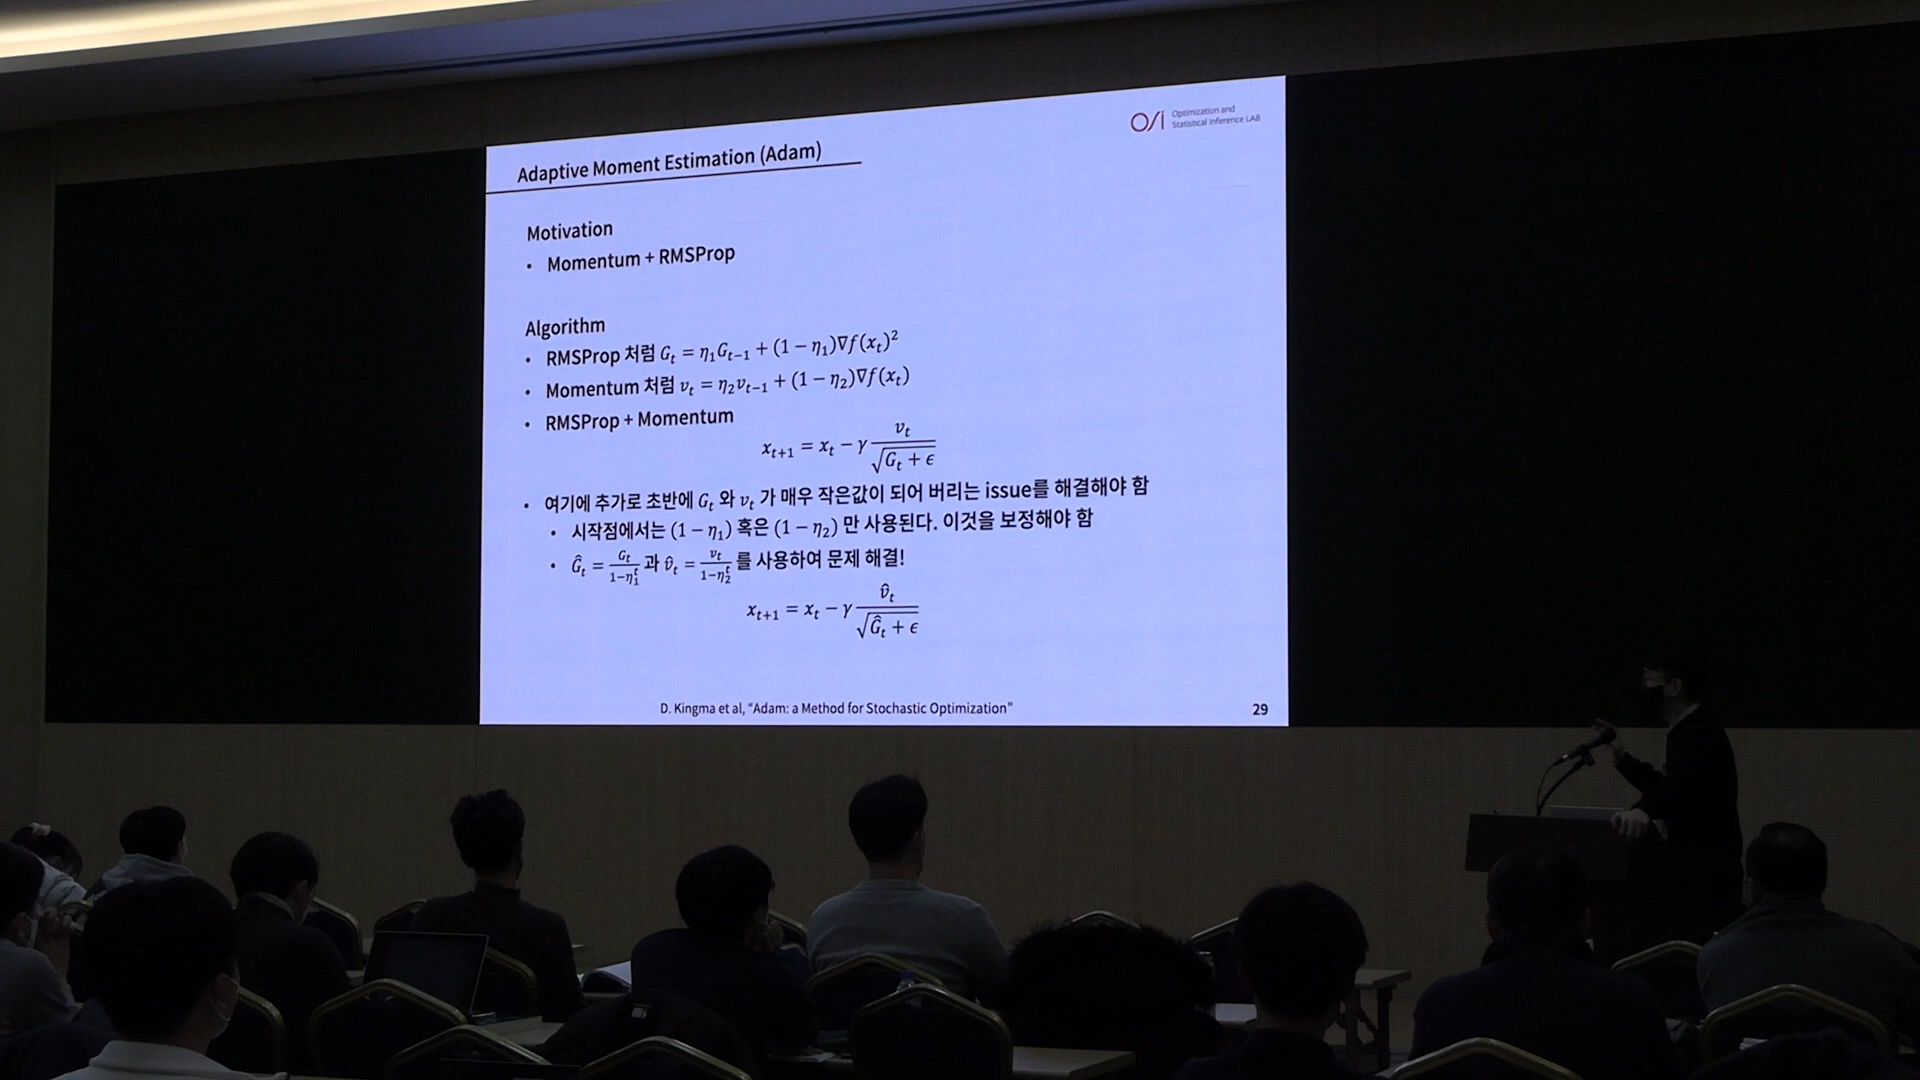 OSI Optimization and
Statistical Inference LAB
Adaptive Moment Estimation (Adam)
Motivation
• Momentum + RMSProp
Algorithm
• RMSProp 처럼 G_t = η_1G_{t−1} + (1 − η_1)∇f(x_t)^2
• Momentum 처럼 v_t = η_2v_{t−1} + (1 − η_2)∇f(x_t)
• RMSProp + Momentum
x_{t+1} = x_t − γ v_t / √(G_t + ϵ)
• 여기에 추가로 초반에 G_t 와 v_t 가 매우 작은값이 되어 버리는 issue를 해결해야 함
• 시작점에서는 (1 − η_1) 혹은 (1 − η_2) 만 사용된다. 이것을 보정해야 함
• Ĝ_t = G_t / (1−η_1^t) 과 v̂_t = v_t / (1−η_2^t) 를 사용하여 문제 해결!
x_{t+1} = x_t − γ v̂_t / √(Ĝ_t + ϵ)
D. Kingma et al, “Adam: a Method for Stochastic Optimization”
29